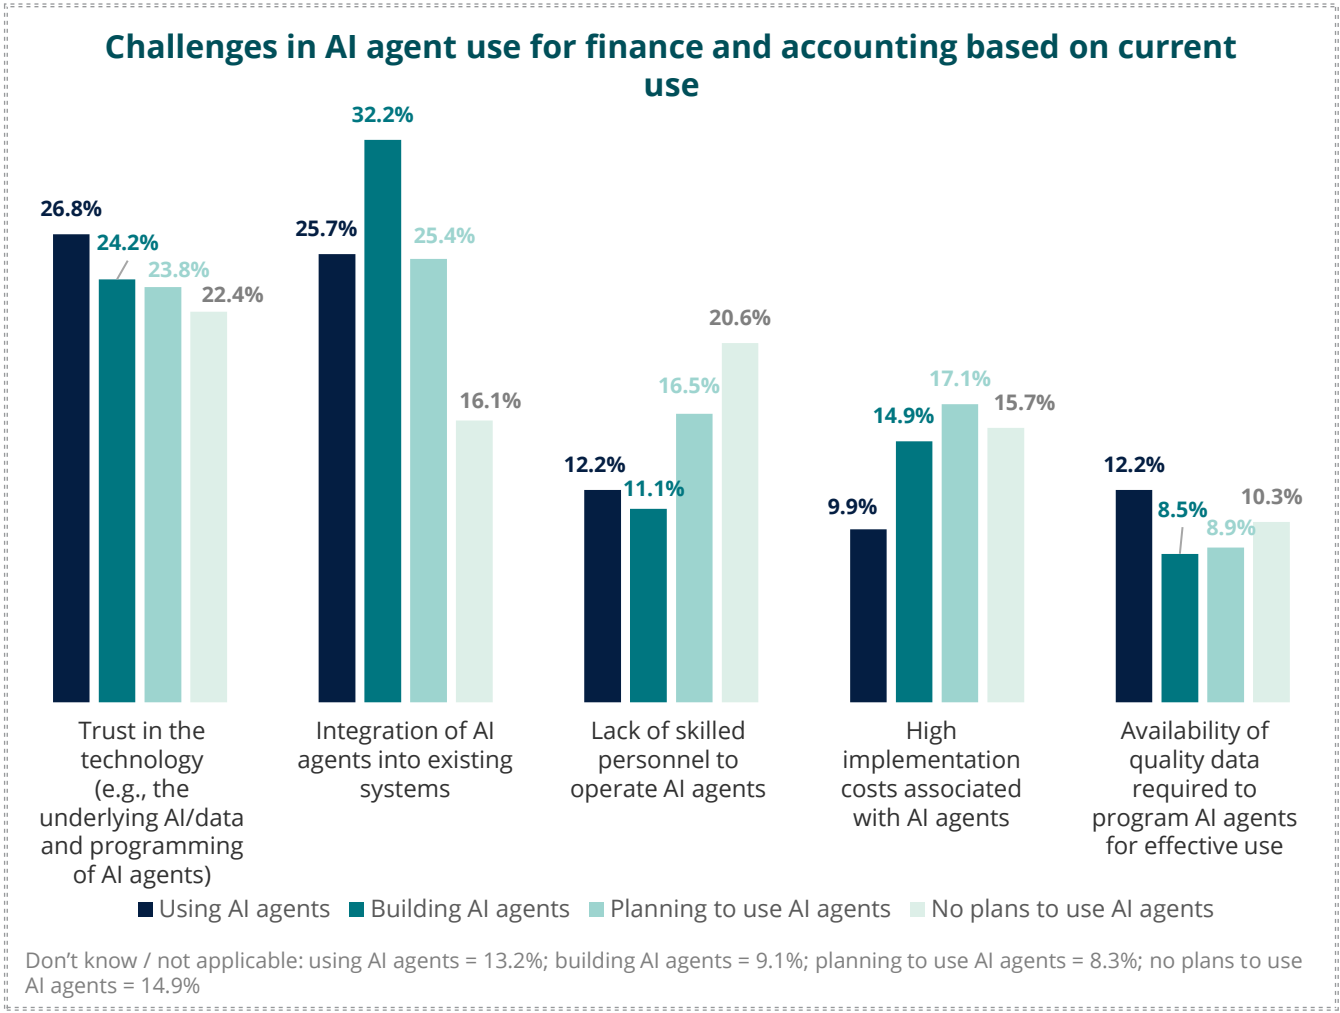 Challenges in AI agent use for finance and accounting based on current
use
26.8%
24.2%
23.8%
22.4%
25.7%
32.2%
25.4%
16.1%
12.2%
11.1%
16.5%
20.6%
9.9%
14.9%
17.1%
15.7%
12.2%
8.5%
8.9%
10.3%
Trust in the
technology
(e.g., the
underlying AI/data
and programming
of AI agents)
Integration of AI
agents into existing
systems
Lack of skilled
personnel to
operate AI agents
High
implementation
costs associated
with AI agents
Availability of
quality data
required to
program AI agents
for effective use
Using AI agents Building AI agents Planning to use AI agents No plans to use AI agents
Don’t know / not applicable: using AI agents = 13.2%; building AI agents = 9.1%; planning to use AI agents = 8.3%; no plans to use
AI agents = 14.9%